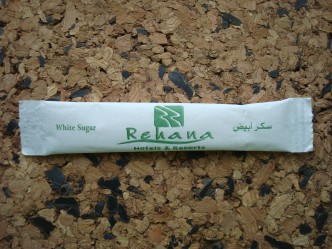 White Sugar
Rehana
Hotels & Resorts
سكر أبيض